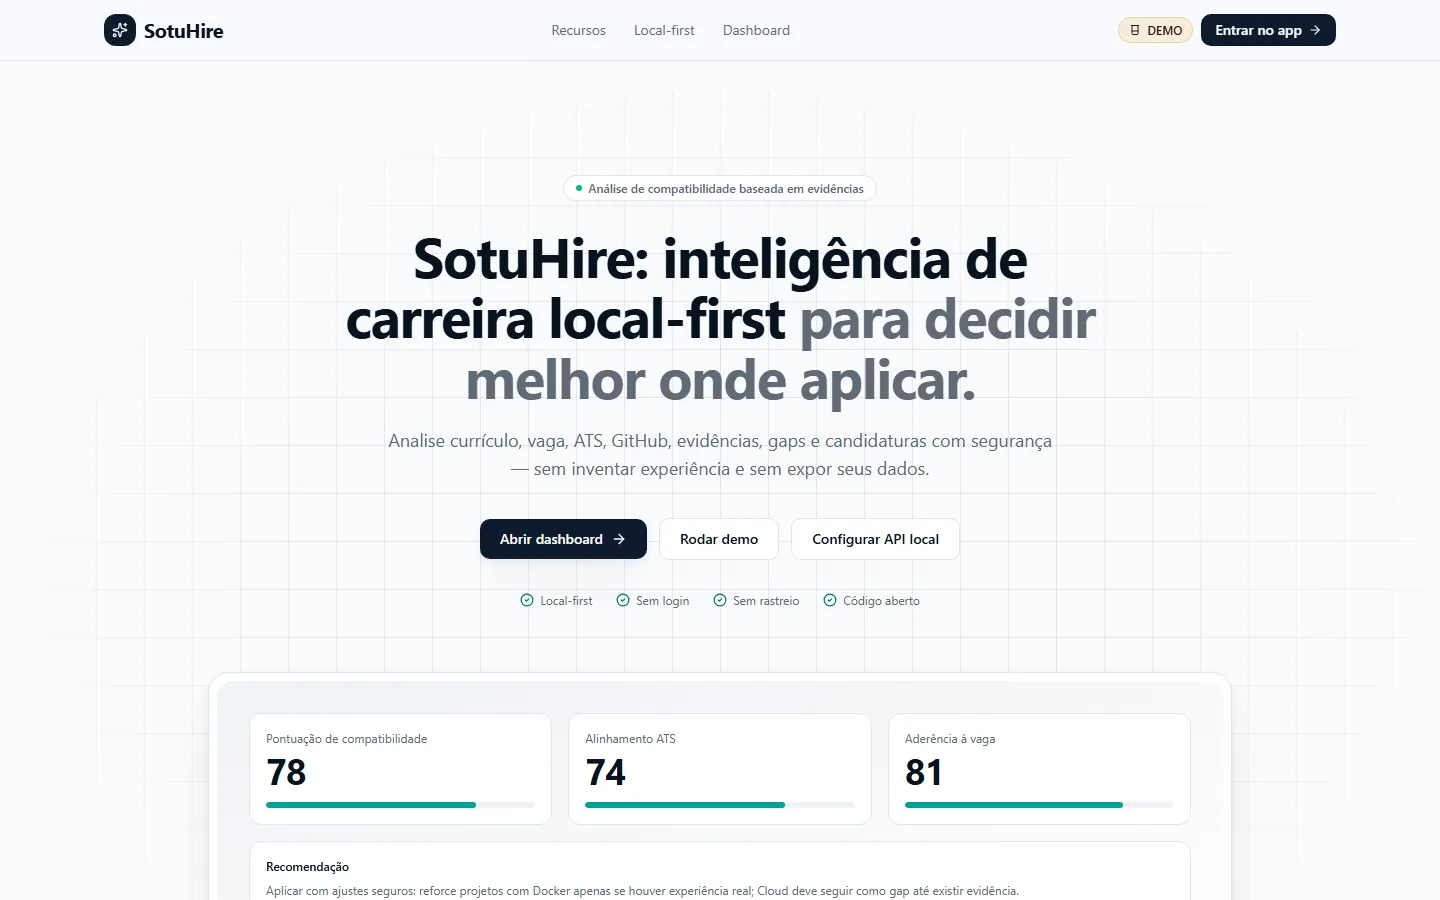 SotuHire
Recursos
Local-first
Dashboard
DEMO
Entrar no app
Análise de compatibilidade baseada em evidências
SotuHire: inteligência de
carreira local-first para decidir
melhor onde aplicar.
Analise currículo, vaga, ATS, GitHub, evidências, gaps e candidaturas com segurança
— sem inventar experiência e sem expor seus dados.
Abrir dashboard
Rodar demo
Configurar API local
Local-first
Sem login
Sem rastreio
Código aberto
Pontuação de compatibilidade
78
Alinhamento ATS
74
Aderência à vaga
81
Recomendação
Aplicar com ajustes seguros: reforce projetos com Docker apenas se houver experiência real; Cloud deve seguir como gap até existir evidência.